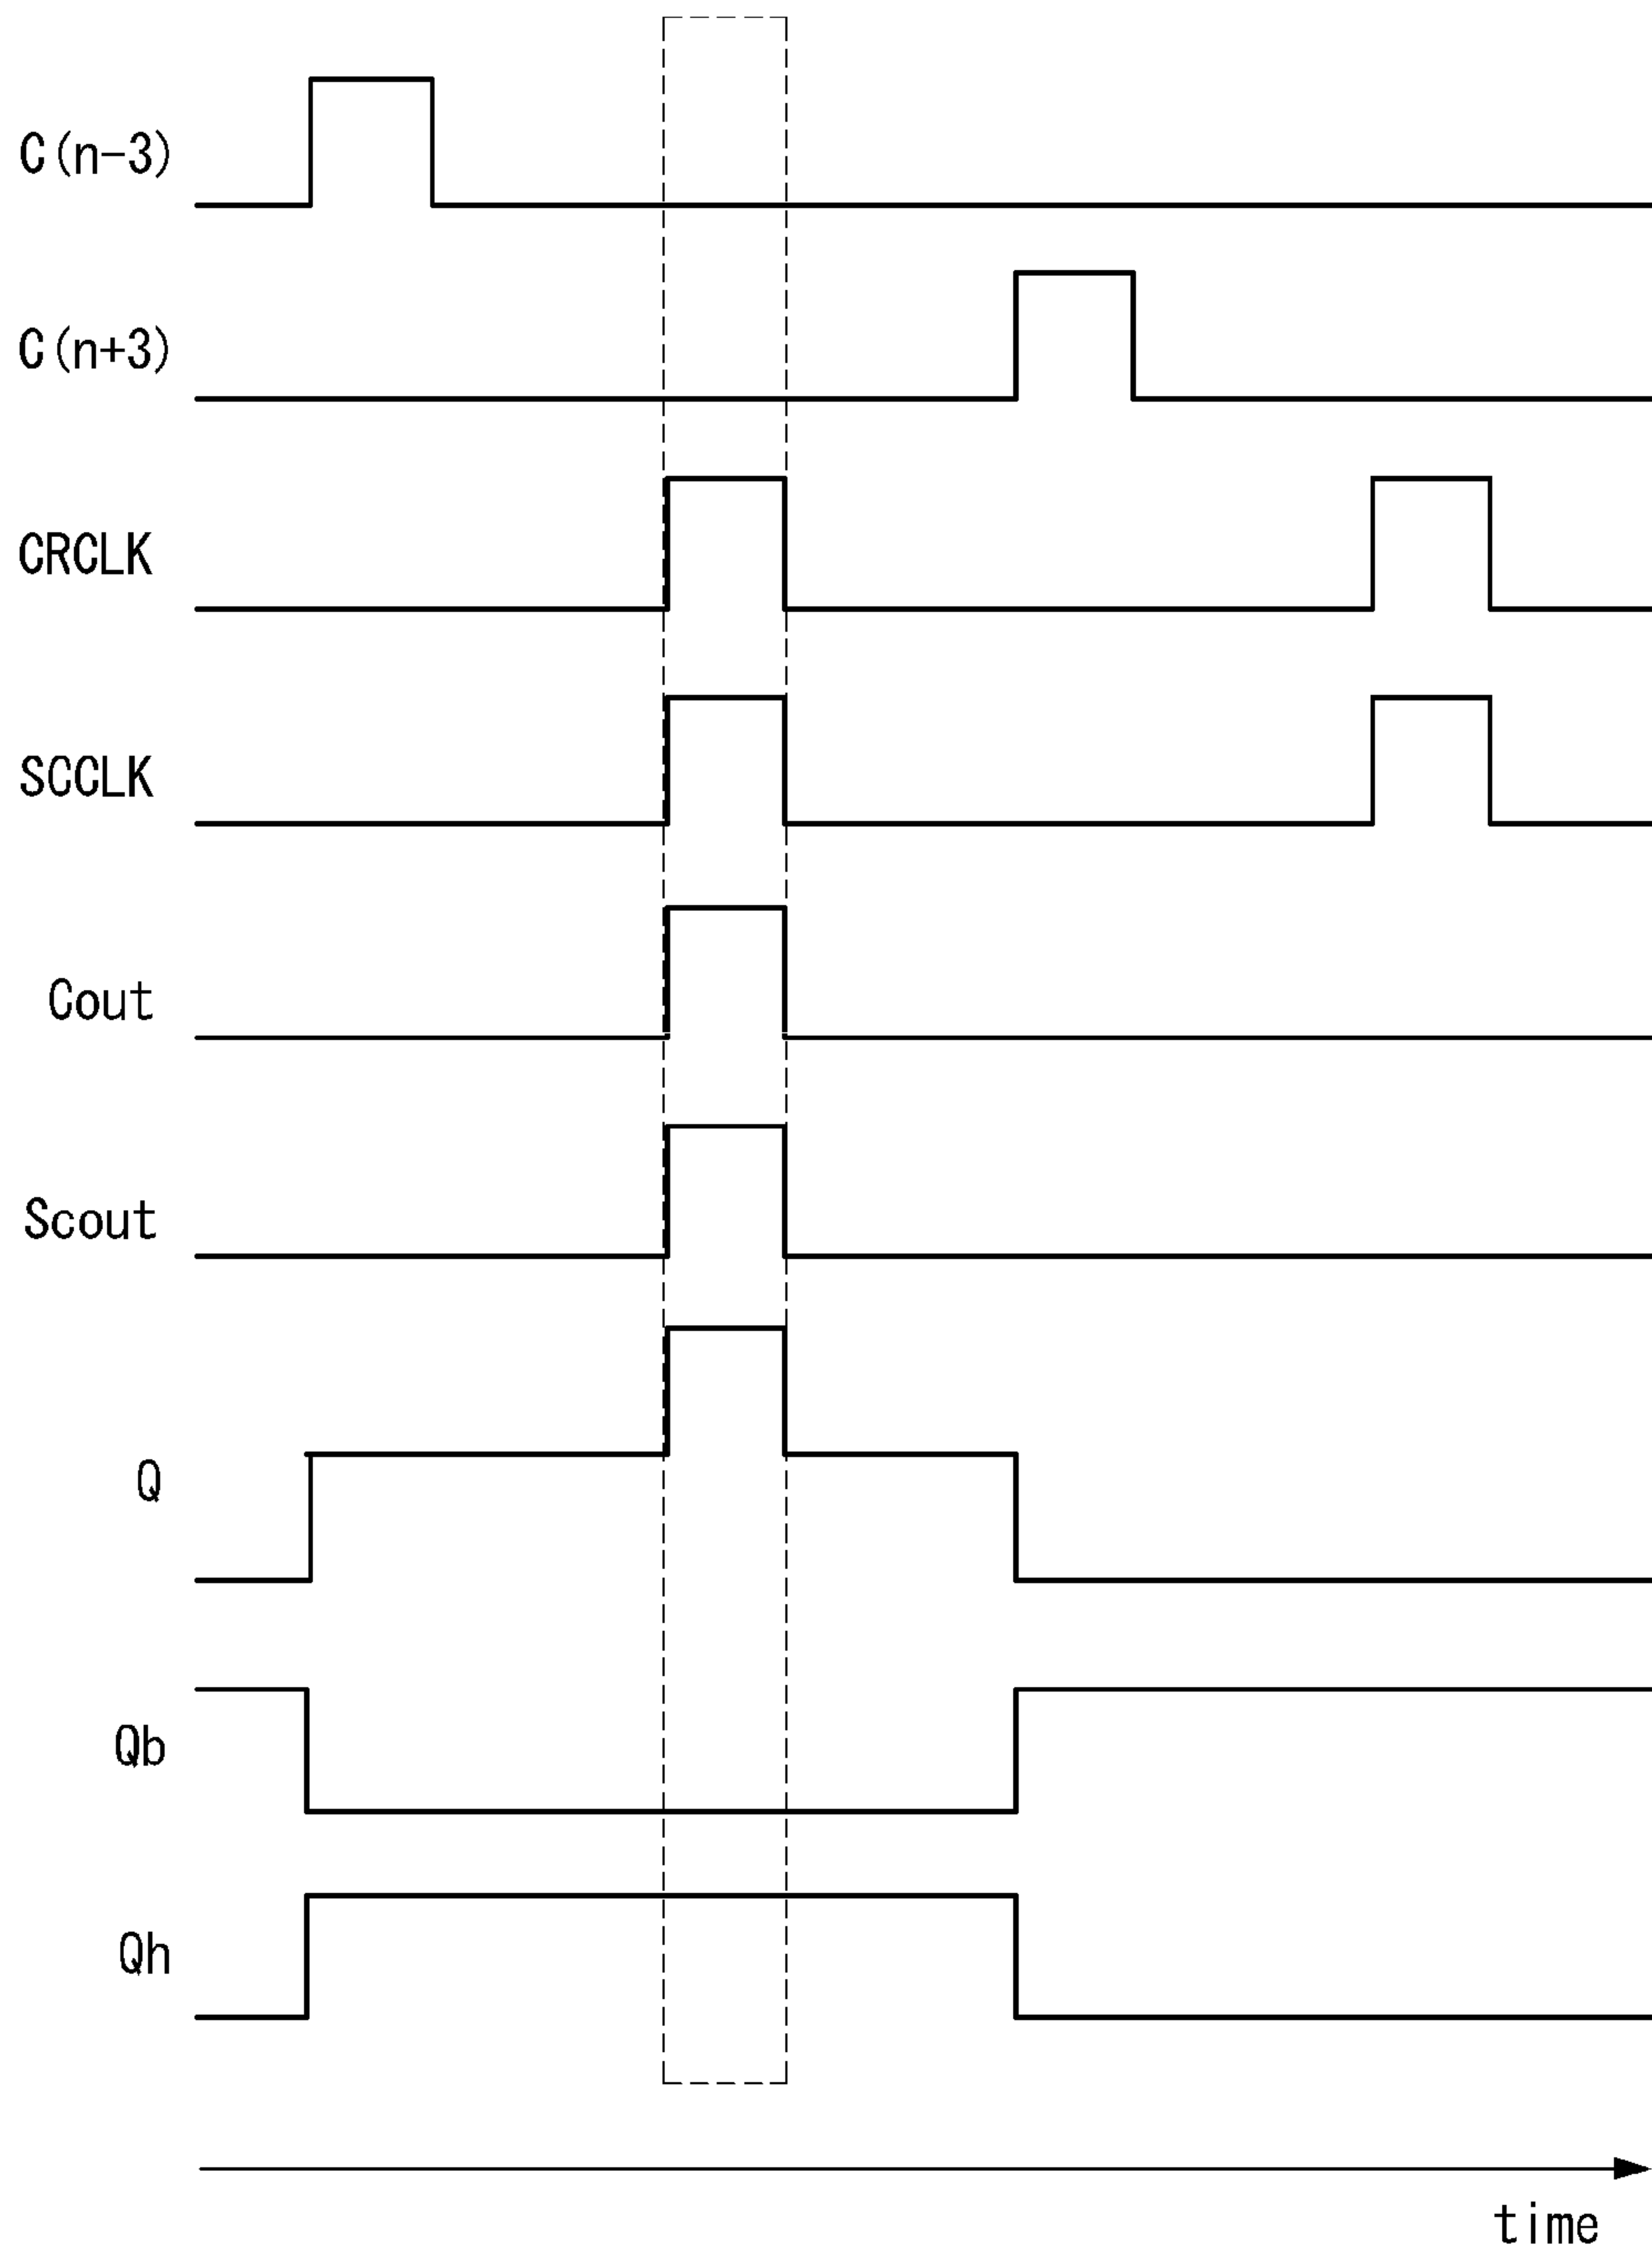 C(n-3)
C(n+3)
CRCLK
SCCLK
Cout
Scout
Q
Qb
Qh
time